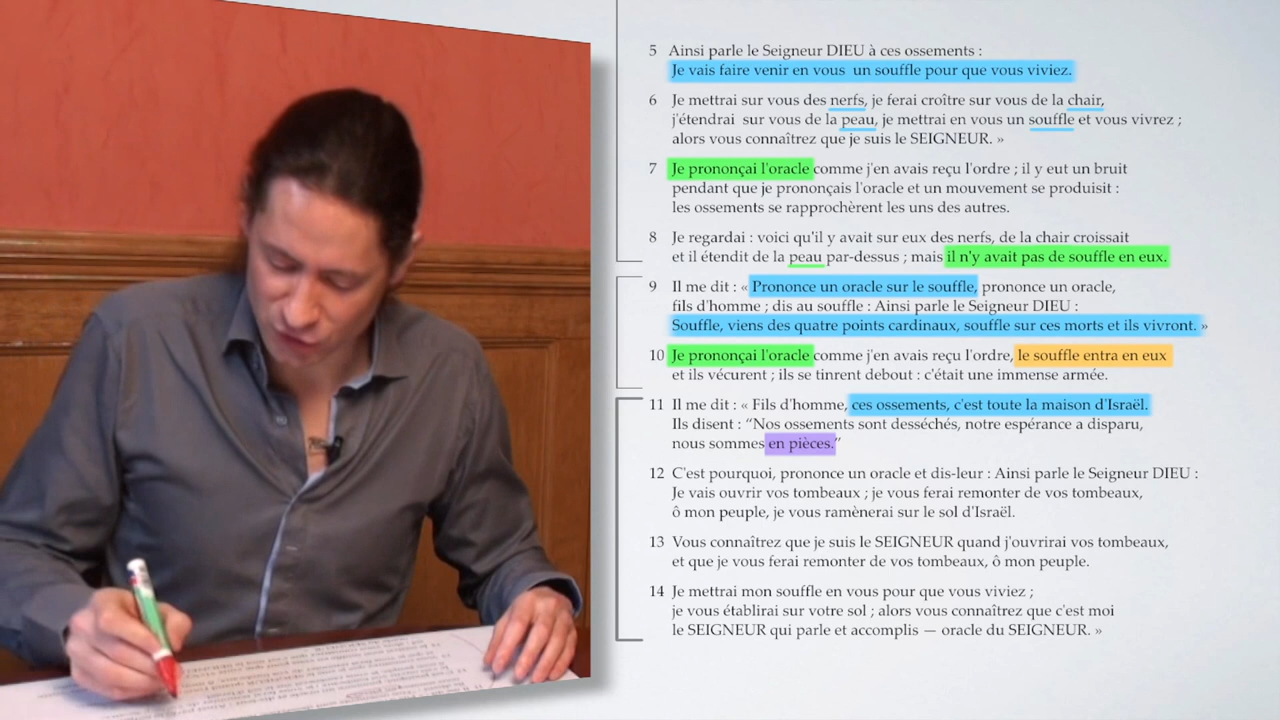 5 Ainsi parle le Seigneur DIEU à ces ossements :
Je vais faire venir en vous un souffle pour que vous viviez.
6 Je mettrai sur vous des nerfs, je ferai croître sur vous de la chair,
j'étendrai sur vous de la peau, je mettrai en vous un souffle et vous vivrez ;
alors vous connaîtrez que je suis le SEIGNEUR. »
7 Je prononçai l'oracle comme j'en avais reçu l'ordre ; il y eut un bruit
pendant que je prononçais l'oracle et un mouvement se produisit :
les ossements se rapprochèrent les uns des autres.
8 Je regardai : voici qu'il y avait sur eux des nerfs, de la chair croissait
et il étendit de la peau par-dessus ; mais il n'y avait pas de souffle en eux.
9 Il me dit : « Prononce un oracle sur le souffle, prononce un oracle,
fils d'homme ; dis au souffle : Ainsi parle le Seigneur DIEU :
Souffle, viens des quatre points cardinaux, souffle sur ces morts et ils vivront. »
10 Je prononçai l'oracle comme j'en avais reçu l'ordre, le souffle entra en eux
et ils vécurent ; ils se tinrent debout : c'était une immense armée.
11 Il me dit : « Fils d'homme, ces ossements, c'est toute la maison d'Israël.
Ils disent : “Nos ossements sont desséchés, notre espérance a disparu,
nous sommes en pièces.”
12 C'est pourquoi, prononce un oracle et dis-leur : Ainsi parle le Seigneur DIEU :
Je vais ouvrir vos tombeaux ; je vous ferai remonter de vos tombeaux,
ô mon peuple, je vous ramènerai sur le sol d'Israël.
13 Vous connaîtrez que je suis le SEIGNEUR quand j'ouvrirai vos tombeaux,
et que je vous ferai remonter de vos tombeaux, ô mon peuple.
14 Je mettrai mon souffle en vous pour que vous viviez ;
je vous établirai sur votre sol ; alors vous connaîtrez que c'est moi
le SEIGNEUR qui parle et accomplis — oracle du SEIGNEUR. »